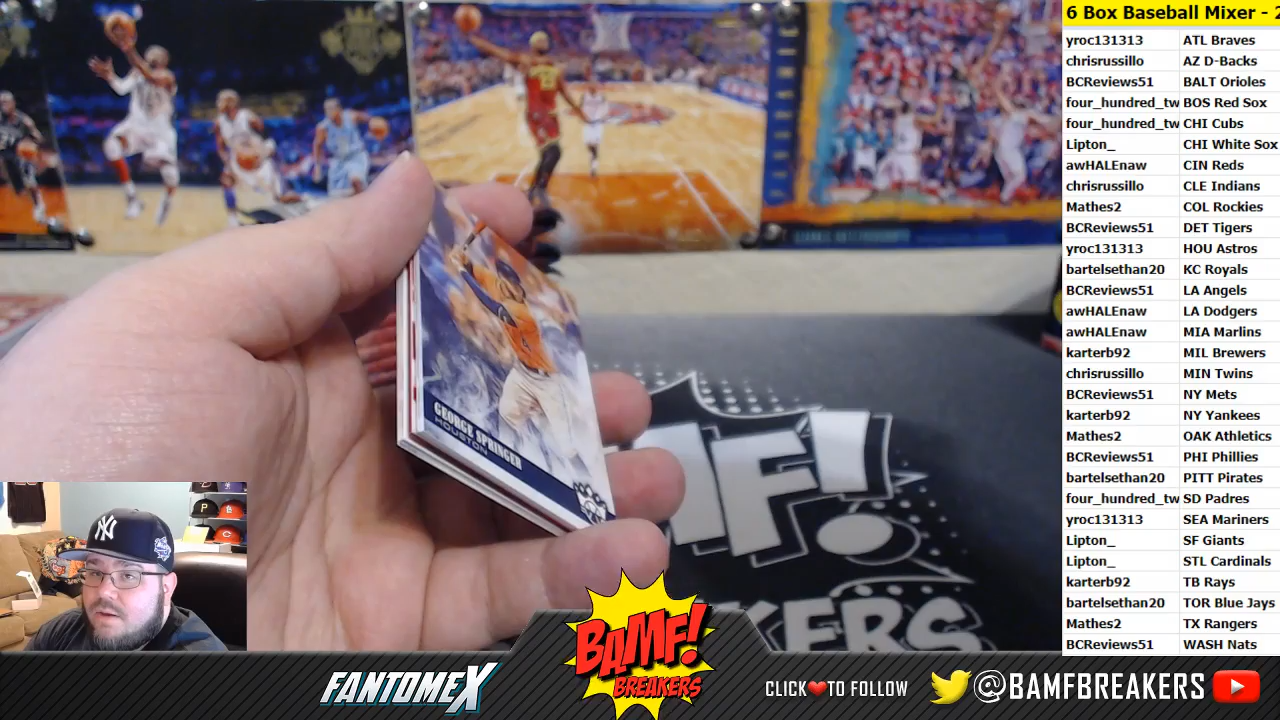 6 Box Baseball Mixer - 2
yroc131313 ATL Braves
chrisrussillo AZ D-Backs
BCReviews51 BALT Orioles
four_hundred_tw BOS Red Sox
four_hundred_tw CHI Cubs
Lipton_ CHI White Sox
awHALEnaw CIN Reds
chrisrussillo CLE Indians
Mathes2 COL Rockies
BCReviews51 DET Tigers
yroc131313 HOU Astros
bartelsethan20 KC Royals
BCReviews51 LA Angels
awHALEnaw LA Dodgers
awHALEnaw MIA Marlins
karterb92 MIL Brewers
chrisrussillo MIN Twins
BCReviews51 NY Mets
karterb92 NY Yankees
Mathes2 OAK Athletics
BCReviews51 PHI Phillies
bartelsethan20 PITT Pirates
four_hundred_tw SD Padres
yroc131313 SEA Mariners
Lipton_ SF Giants
Lipton_ STL Cardinals
karterb92 TB Rays
bartelsethan20 TOR Blue Jays
Mathes2 TX Rangers
BCReviews51 WASH Nats
GEORGE SPRINGER
HOUSTON
MF!
KERS
NY
P
C
FANTOMEX
BAMF!
BREAKERS
CLICK❤TO FOLLOW
@BAMFBREAKERS